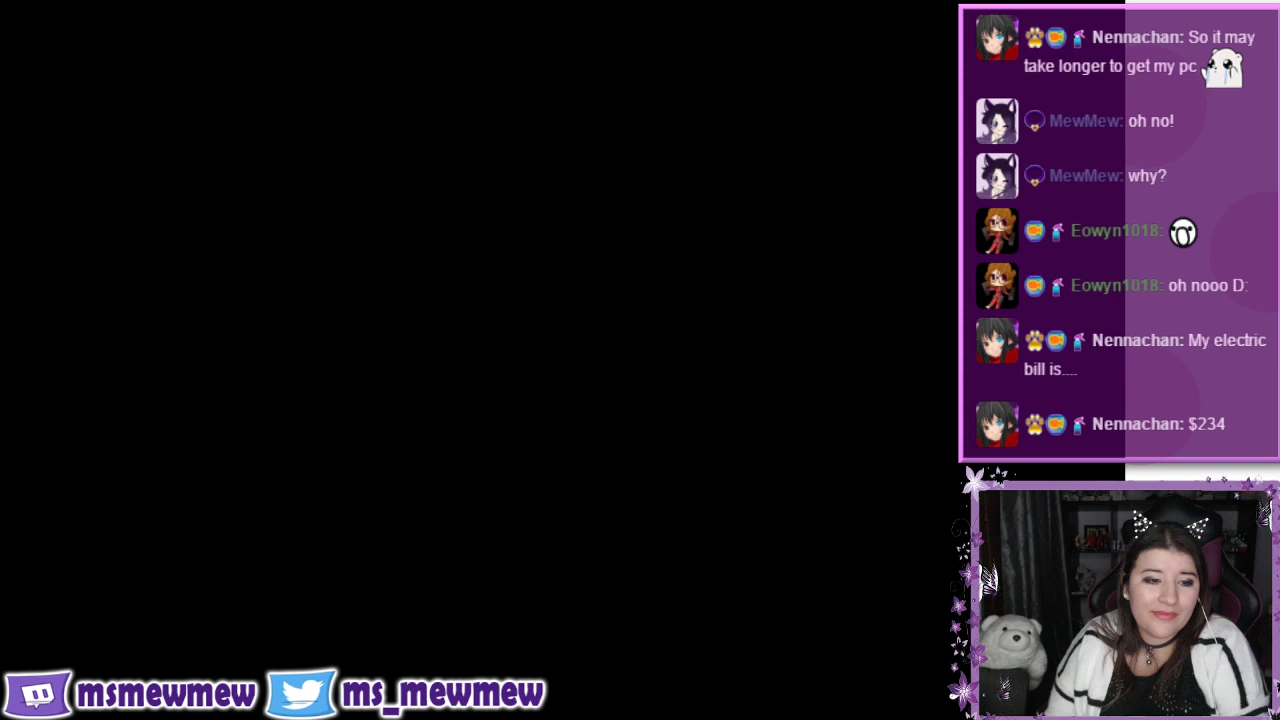 Nennachan: So it may
take longer to get my pc
MewMew: oh no!
MewMew: why?
Eowyn1018:
Eowyn1018: oh nooo D:
Nennachan: My electric
bill is....
Nennachan: $234
msmewmew ms_mewmew